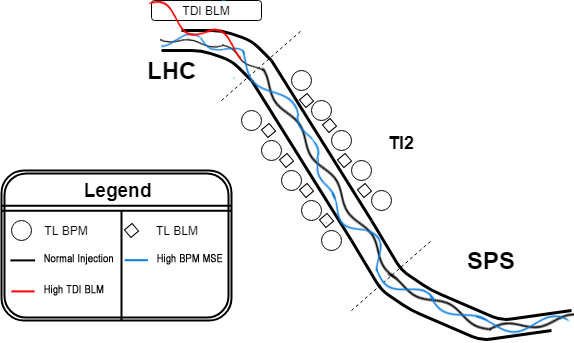 TDI BLM
LHC
TI2
SPS
Legend
TL BPM
TL BLM
Normal Injection
High BPM MSE
High TDI BLM